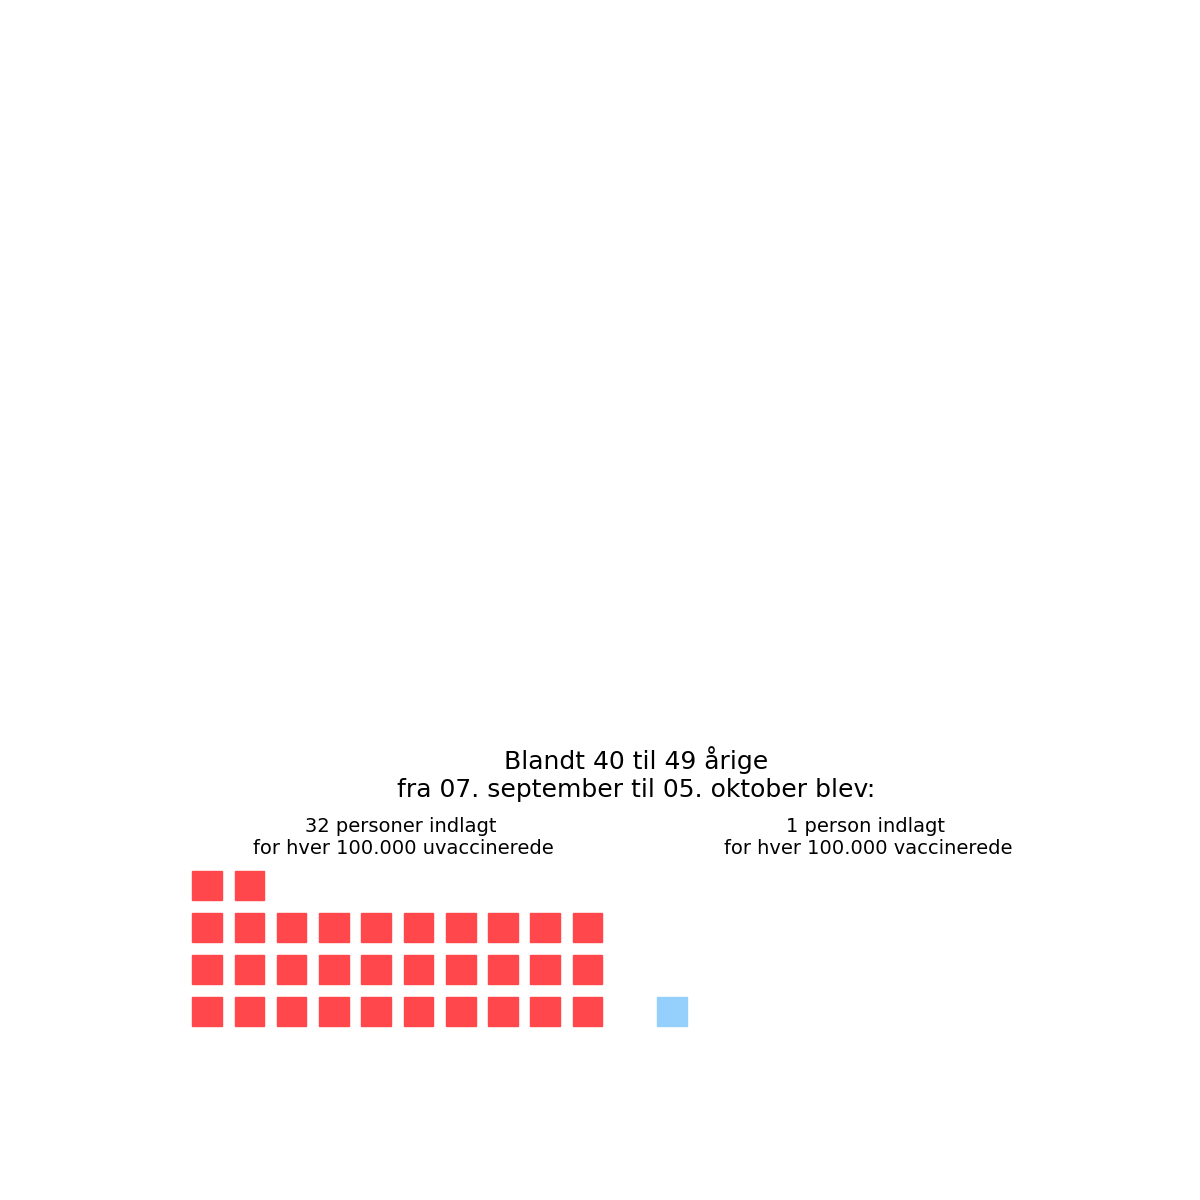 Blandt 40 til 49 årige
fra 07. september til 05. oktober blev:
32 personer indlagt
for hver 100.000 uvaccinerede
1 person indlagt
for hver 100.000 vaccinerede